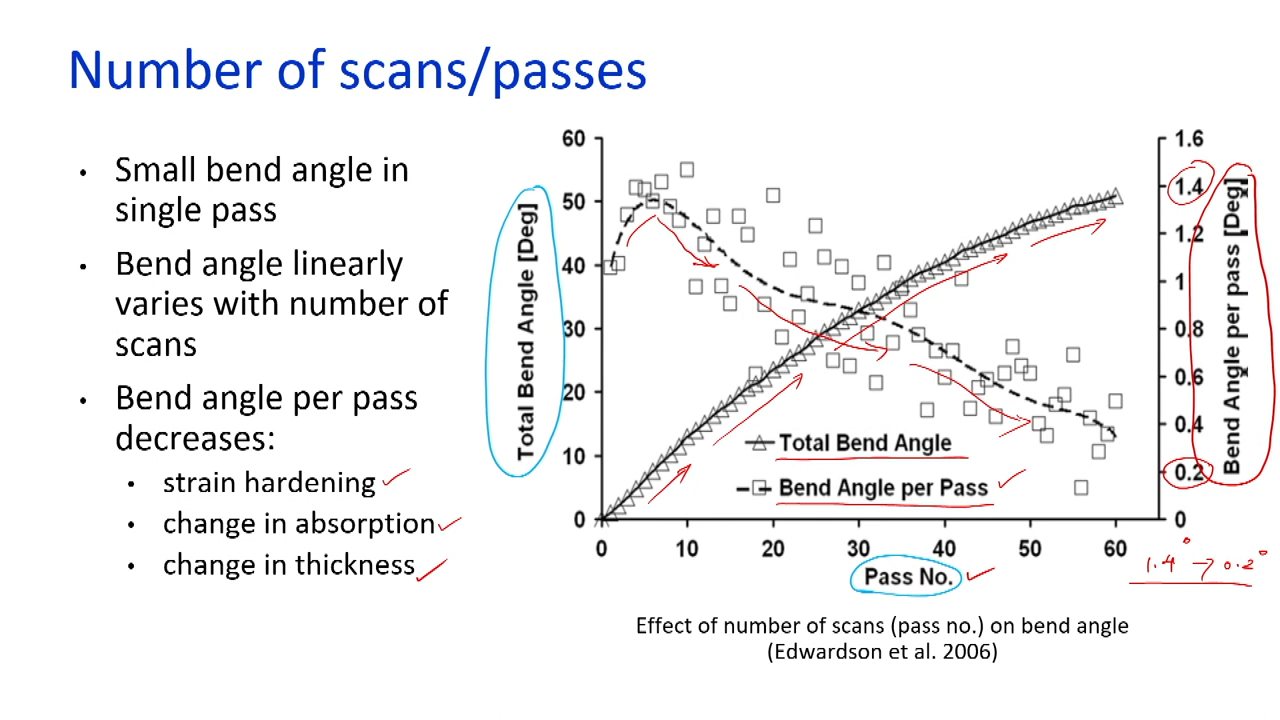 Number of scans/passes
• Small bend angle in
single pass
• Bend angle linearly
varies with number of
scans
• Bend angle per pass
decreases:
• strain hardening
• change in absorption
• change in thickness
Total Bend Angle [Deg]
60
50
40
30
20
10
0
1.6
1.4
1.2
1
0.8
0.6
0.4
0.2
0
Bend Angle per pass [Deg]
Total Bend Angle
Bend Angle per Pass
0 10 20 30 40 50 60
Pass No.
1.4° → 0.2°
Effect of number of scans (pass no.) on bend angle
(Edwardson et al. 2006)